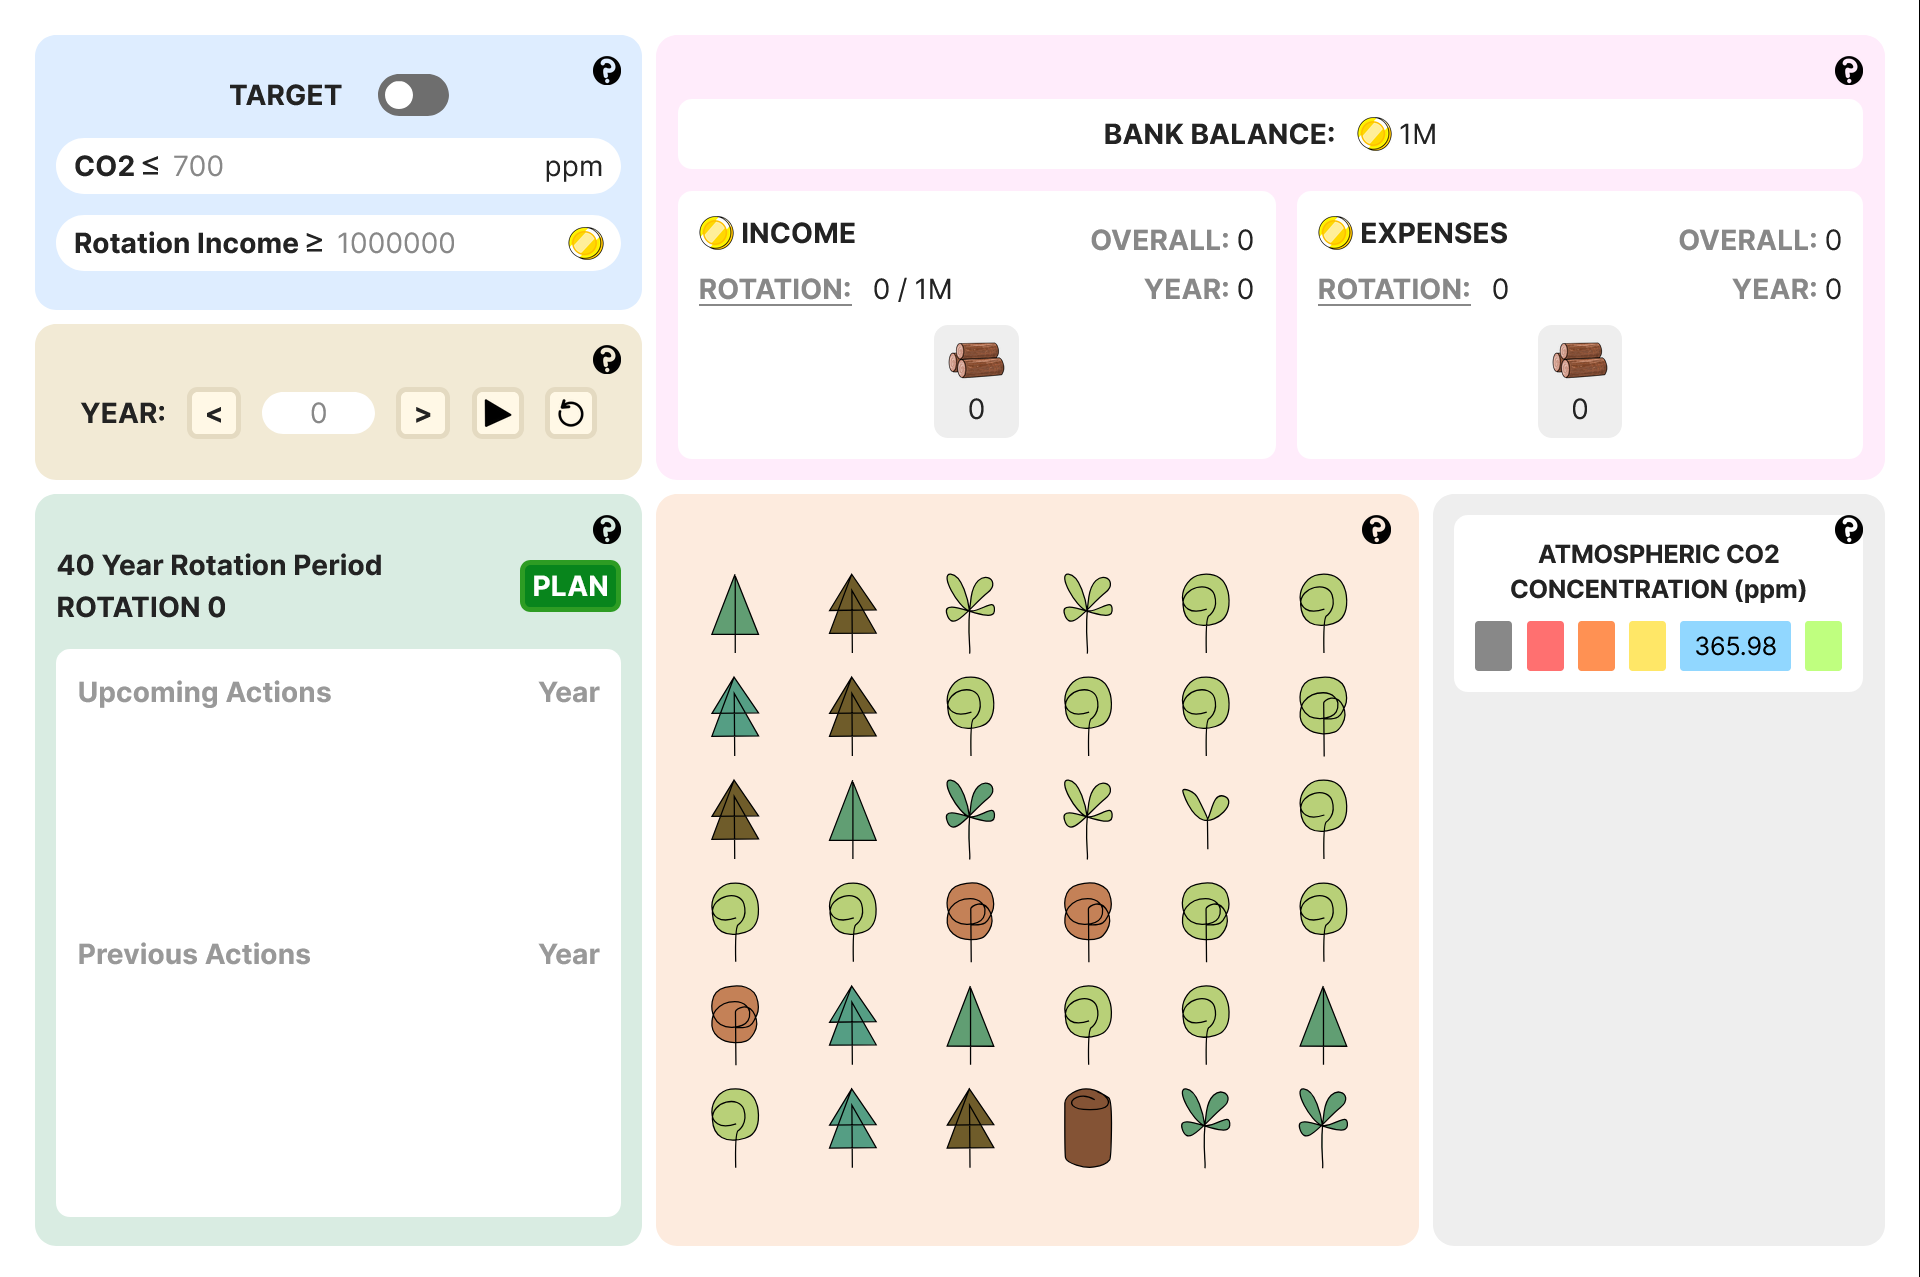 TARGET
CO2 ≤ 700 ppm
Rotation Income ≥ 1000000
YEAR: < 0 >
BANK BALANCE: 1M
INCOME
OVERALL: 0
ROTATION: 0 / 1M
YEAR: 0
0
EXPENSES
OVERALL: 0
ROTATION: 0
YEAR: 0
0
40 Year Rotation Period
ROTATION 0
PLAN
Upcoming Actions Year
Previous Actions Year
ATMOSPHERIC CO2
CONCENTRATION (ppm)
365.98